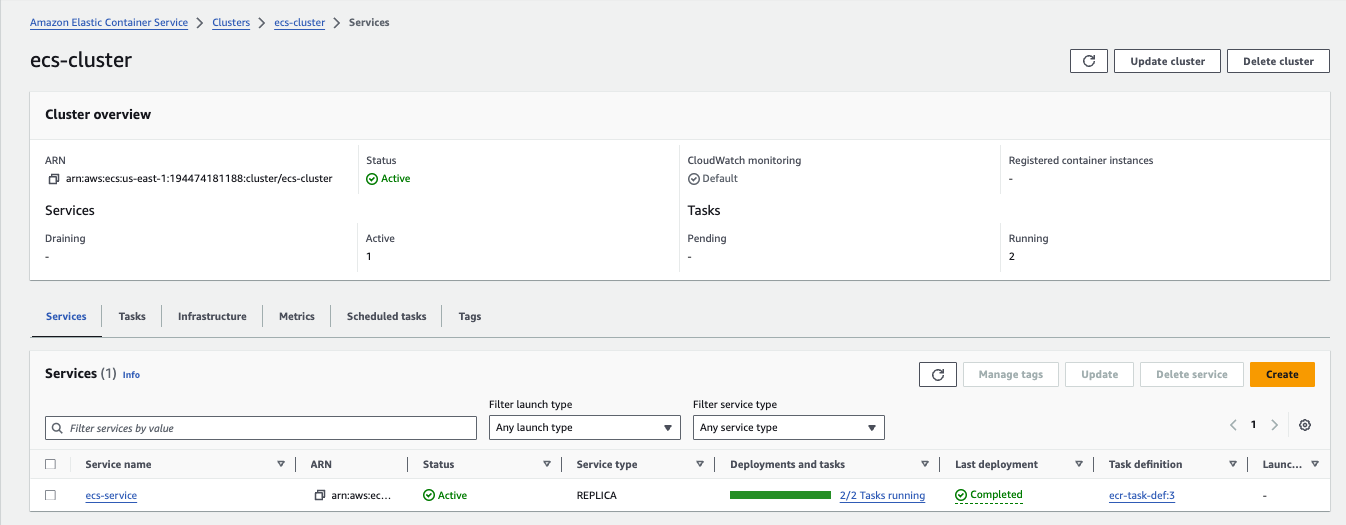 Amazon Elastic Container Service > Clusters > ecs-cluster > Services
ecs-cluster
Update cluster
Delete cluster
Cluster overview
ARN
arn:aws:ecs:us-east-1:194474181188:cluster/ecs-cluster
Status
Active
CloudWatch monitoring
Default
Registered container instances
-
Services
Tasks
Draining
-
Active
1
Pending
-
Running
2
Services Tasks Infrastructure Metrics Scheduled tasks Tags
Services (1) Info
Manage tags Update Delete service Create
Filter launch type
Filter service type
Filter services by value
Any launch type
Any service type
1
Service name ARN Status Service type Deployments and tasks Last deployment Task definition Launc...
ecs-service arn:aws:ec... Active REPLICA 2/2 Tasks running Completed ecr-task-def:3 -